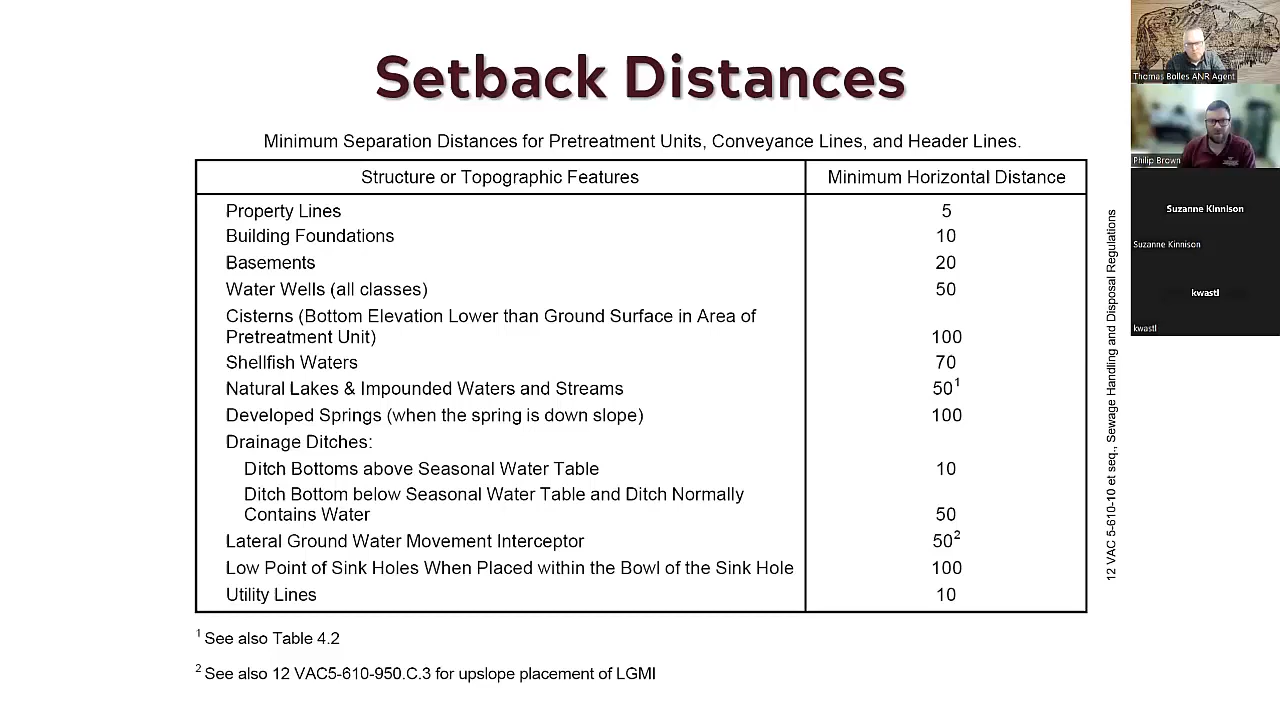 Setback Distances
Minimum Separation Distances for Pretreatment Units, Conveyance Lines, and Header Lines.
Structure or Topographic Features
Minimum Horizontal Distance
Property Lines
5
Building Foundations
10
Basements
20
Water Wells (all classes)
50
Cisterns (Bottom Elevation Lower than Ground Surface in Area of
Pretreatment Unit)
100
Shellfish Waters
70
Natural Lakes & Impounded Waters and Streams
50¹
Developed Springs (when the spring is down slope)
100
Drainage Ditches:
Ditch Bottoms above Seasonal Water Table
10
Ditch Bottom below Seasonal Water Table and Ditch Normally
Contains Water
50
Lateral Ground Water Movement Interceptor
50²
Low Point of Sink Holes When Placed within the Bowl of the Sink Hole
100
Utility Lines
10
¹ See also Table 4.2
² See also 12 VAC5-610-950.C.3 for upslope placement of LGMI
12 VAC 5-610-10 et seq., Sewage Handling and Disposal Regulations
Thomas Bolles ANR Agent
Philip Brown
Suzanne Kinnison
Suzanne Kinnison
kwastl
kwastl